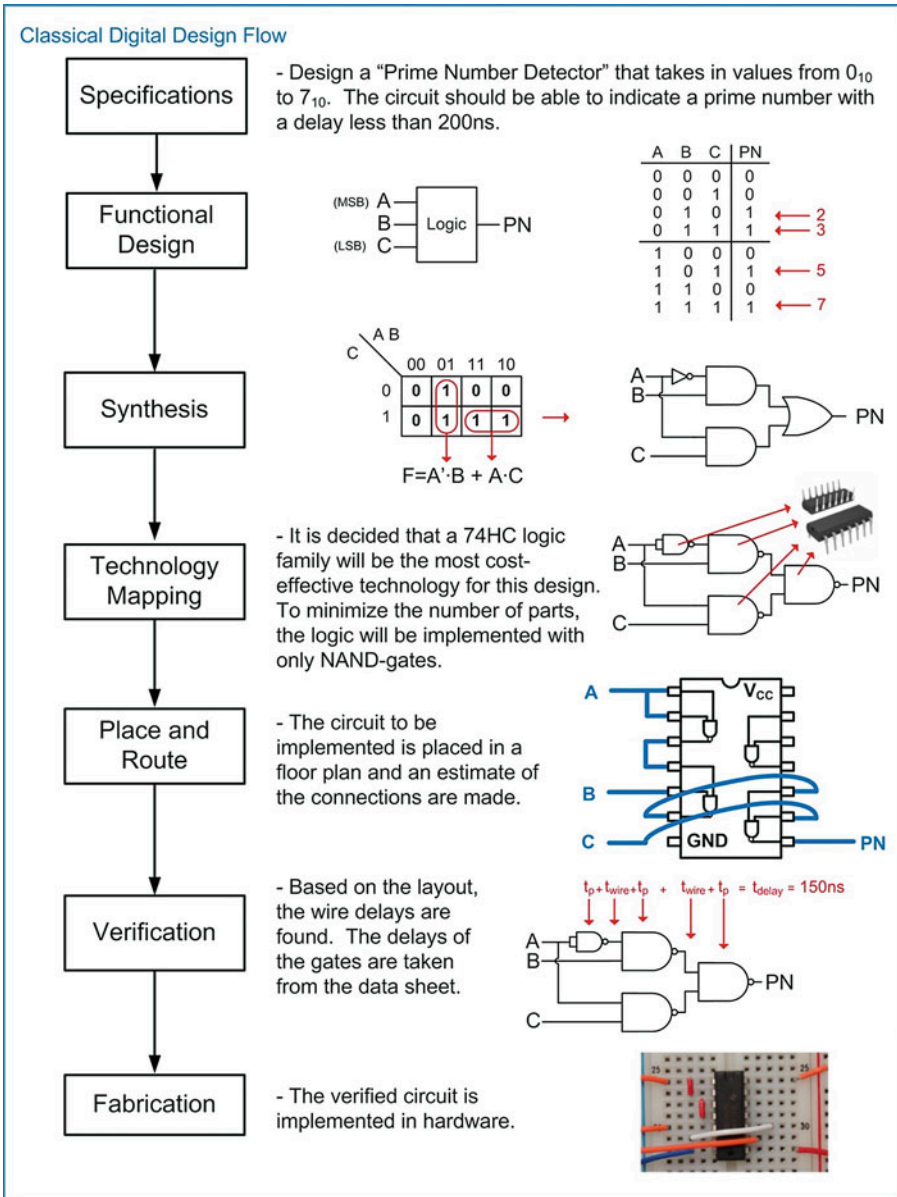 Classical Digital Design Flow
Specifications
- Design a “Prime Number Detector” that takes in values from 0₁₀
to 7₁₀. The circuit should be able to indicate a prime number with
a delay less than 200ns.
Functional
Design
(MSB) A
B
(LSB) C
Logic
PN
A B C PN
0 0 0 0
0 0 1 0
0 1 0 1 2
0 1 1 1 3
1 0 0 0
1 0 1 1 5
1 1 0 0
1 1 1 1 7
Synthesis
A B
C
00 01 11 10
0 0 1 0 0
1 0 1 1 1
F=A'·B + A·C
A
B
C
PN
Technology
Mapping
- It is decided that a 74HC logic
family will be the most cost-
effective technology for this design.
To minimize the number of parts,
the logic will be implemented with
only NAND-gates.
A
B
C
PN
Place and
Route
- The circuit to be
implemented is placed in a
floor plan and an estimate of
the connections are made.
A
V_CC
B
C
GND
PN
Verification
- Based on the layout,
the wire delays are
found. The delays of
the gates are taken
from the data sheet.
t_p+t_wire+t_p + t_wire+t_p = t_delay = 150ns
A
B
C
PN
Fabrication
- The verified circuit is
implemented in hardware.
25
25
30